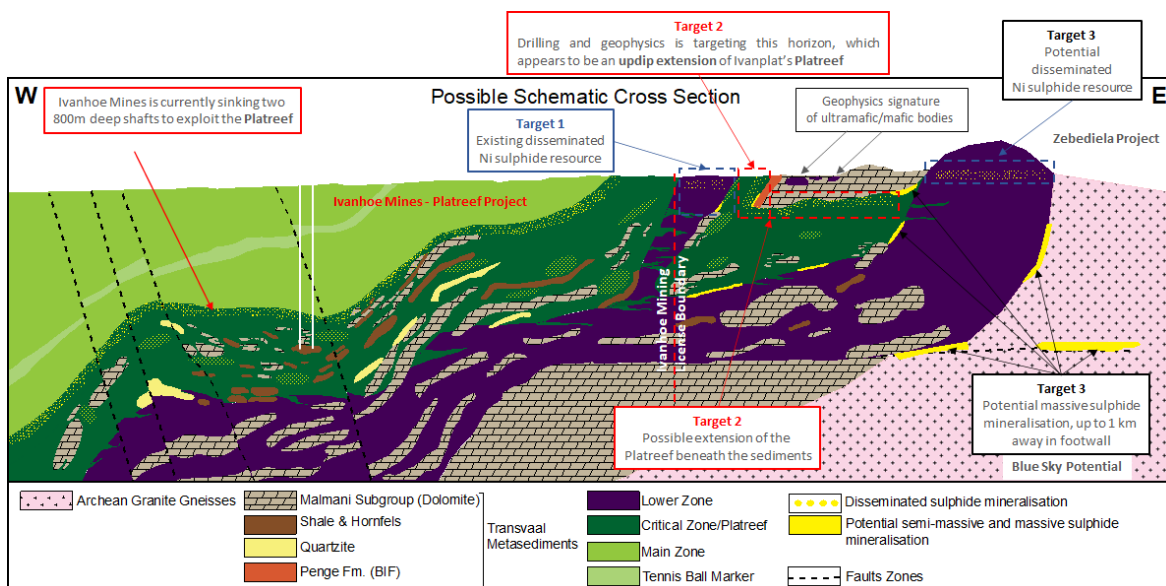 Target 2
Drilling and geophysics is targeting this horizon, which
appears to be an updip extension of Ivanplat's Platreef
Target 3
Potential
disseminated
Ni sulphide resource
W
Ivanhoe Mines is currently sinking two
800m deep shafts to exploit the Platreef
Possible Schematic Cross Section
E
Target 1
Existing disseminated
Ni sulphide resource
Geophysics signature
of ultramafic/mafic bodies
Zebediela Project
Ivanhoe Mines - Platreef Project
Ivanhoe Mining
License Boundary
Target 2
Possible extension of the
Platreef beneath the sediments
Target 3
Potential massive sulphide
mineralisation, up to 1 km
away in footwall
Blue Sky Potential
Archean Granite Gneisses
Malmani Subgroup (Dolomite)
Shale & Hornfels
Quartzite
Penge Fm. (BIF)
Transvaal
Metasediments
Lower Zone
Critical Zone/Platreef
Main Zone
Tennis Ball Marker
Disseminated sulphide mineralisation
Potential semi-massive and massive sulphide
mineralisation
Faults Zones